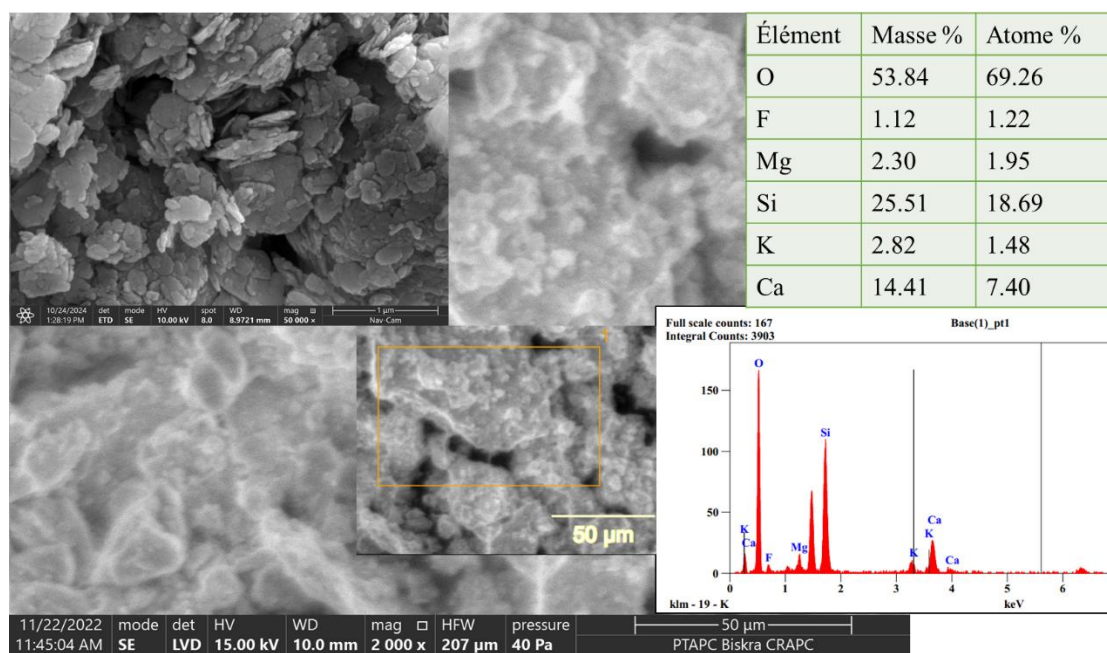 Élément Masse % Atome %
O 53.84 69.26
F 1.12 1.22
Mg 2.30 1.95
Si 25.51 18.69
K 2.82 1.48
Ca 14.41 7.40
10/24/2024 det mode HV spot WD mag □ 1 µm
1:28:19 PM ETD SE 10.00 kV 8.0 8.9721 mm 50 000 x Nav-Cam
Full scale counts: 167 Base(1)_pt1
Integral Counts: 3903
150
100
50
0
O
Si
K
Ca
F
Mg
K
Ca
K
Ca
0 1 2 3 4 5 6
klm - 19 - K keV
1
50 µm
11/22/2022 mode det HV WD mag □ HFW pressure 50 µm
11:45:04 AM SE LVD 15.00 kV 10.0 mm 2 000 x 207 µm 40 Pa PTAPC Biskra CRAPC